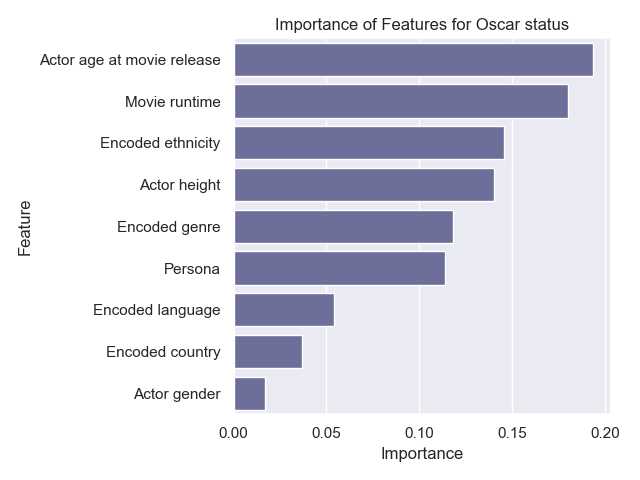 Importance of Features for Oscar status
Actor age at movie release
Movie runtime
Encoded ethnicity
Actor height
Encoded genre
Persona
Encoded language
Encoded country
Actor gender
Feature
0.00 0.05 0.10 0.15 0.20
Importance